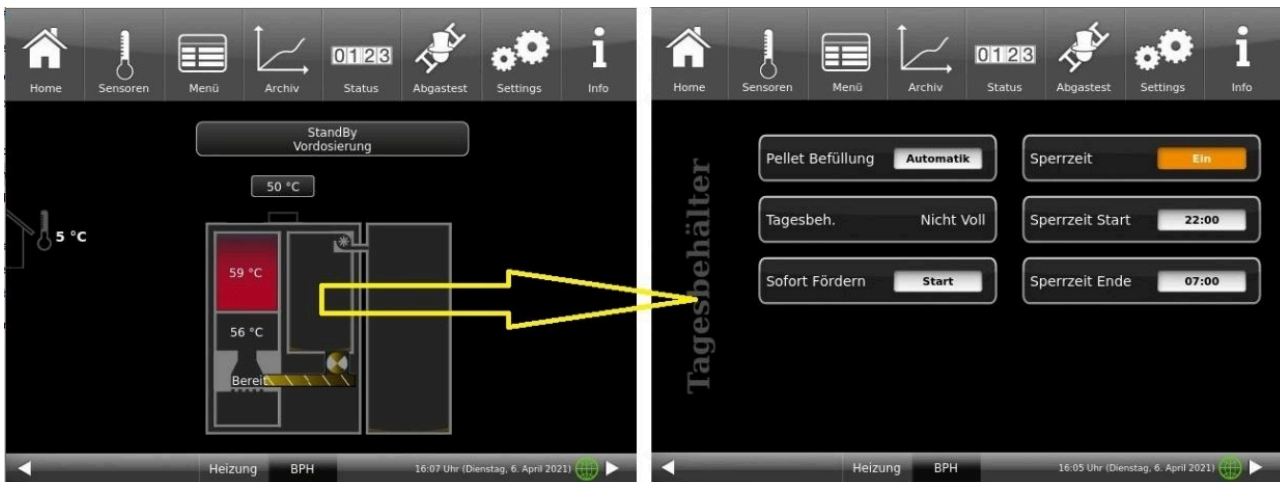 Home Sensoren Menü Archiv Status Abgastest Settings Info
0123
StandBy
Vordosierung
50 °C
5 °C
59 °C
56 °C
Bereit
Heizung BPH 16:07 Uhr (Dienstag, 6. April 2021)
Home Sensoren Menü Archiv Status Abgastest Settings Info
0123
Tagesbehälter
Pellet Befüllung Automatik
Tagesbeh. Nicht Voll
Sofort Fördern Start
Sperrzeit Ein
Sperrzeit Start 22:00
Sperrzeit Ende 07:00
Heizung BPH 16:05 Uhr (Dienstag, 6. April 2021)